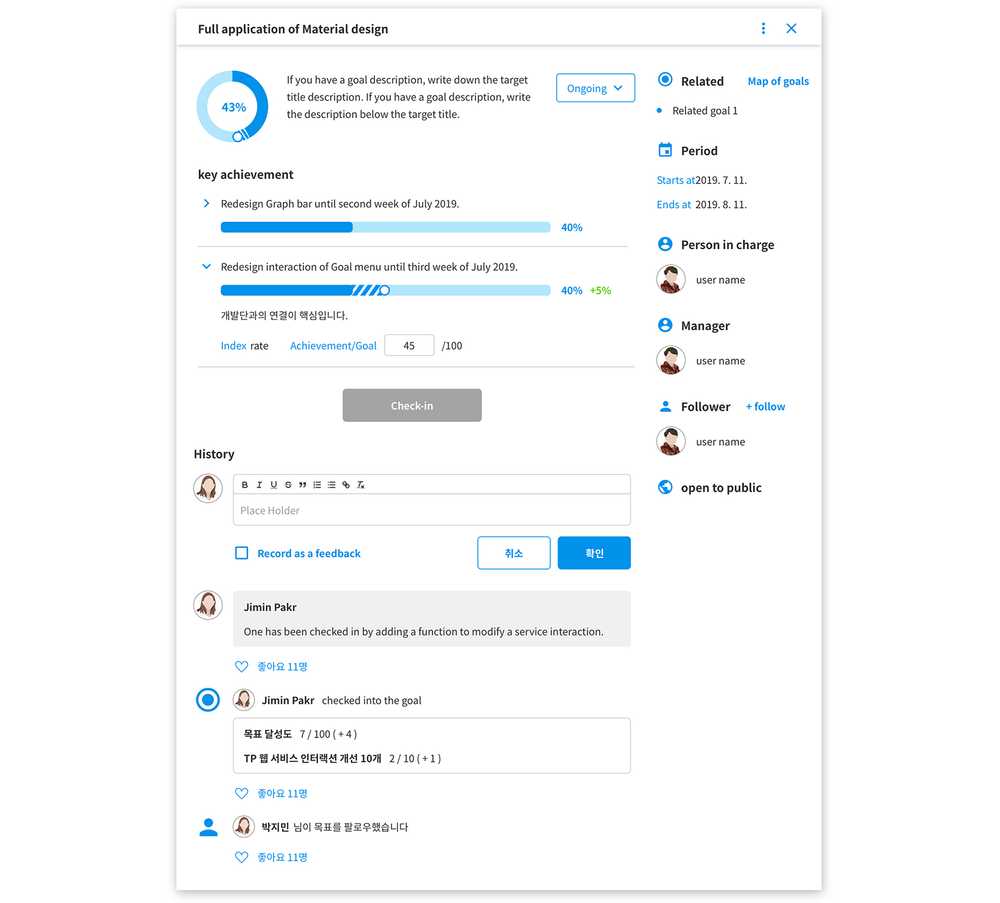 Full application of Material design
43%
If you have a goal description, write down the target
title description. If you have a goal description, write
the description below the target title.
Ongoing
key achievement
Redesign Graph bar until second week of July 2019.
40%
Redesign interaction of Goal menu until third week of July 2019.
40% +5%
개발단과의 연결이 핵심입니다.
Index rate Achievement/Goal 45 /100
Check-in
History
B I U S
Place Holder
Record as a feedback
취소
확인
Jimin Pakr
One has been checked in by adding a function to modify a service interaction.
좋아요 11명
Jimin Pakr checked into the goal
목표 달성도 7 / 100 ( + 4 )
TP 웹 서비스 인터랙션 개선 10개 2 / 10 ( + 1 )
좋아요 11명
박지민 님이 목표를 팔로우했습니다
좋아요 11명
Related Map of goals
Related goal 1
Period
Starts at 2019. 7. 11.
Ends at 2019. 8. 11.
Person in charge
user name
Manager
user name
Follower + follow
user name
open to public